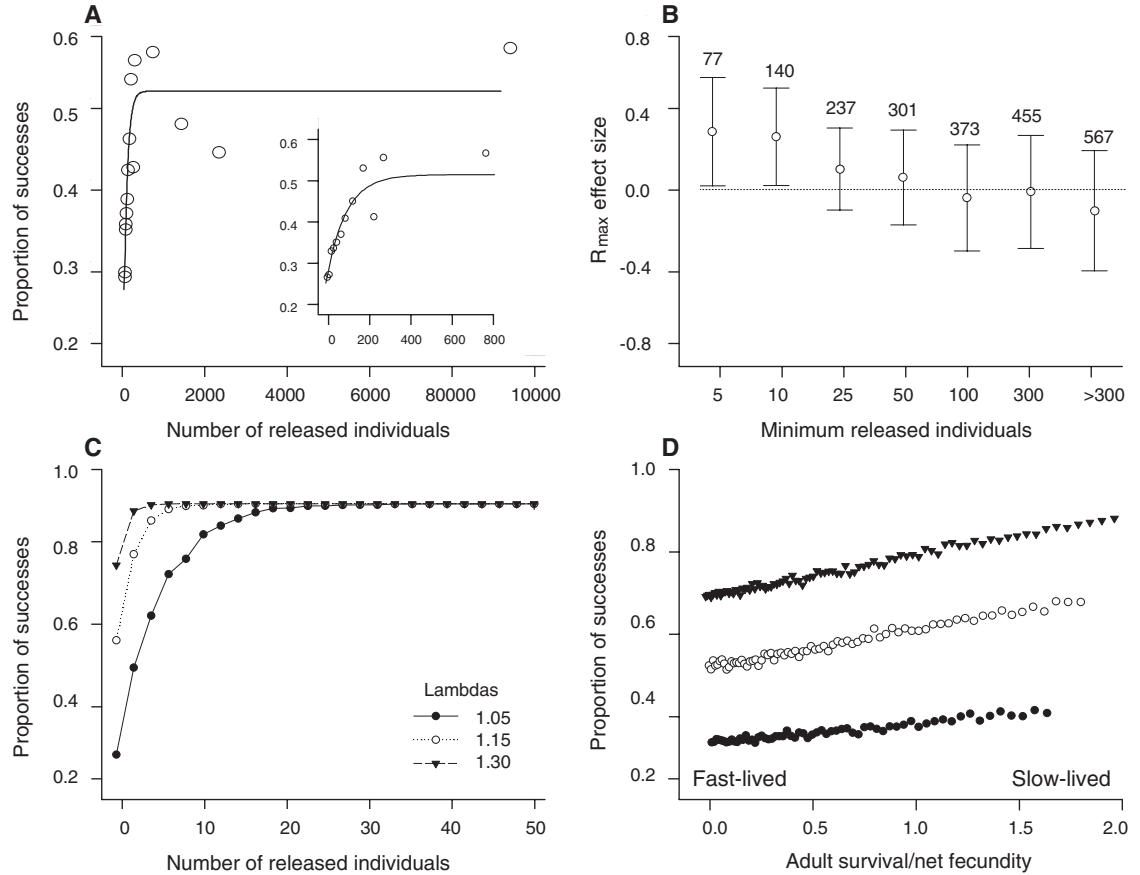 A
0.6
0.5
0.4
0.3
0.2
Proportion of successes
0 2000 4000 6000 8000 10000
Number of released individuals
0.6
0.5
0.4
0.3
0.2
0 200 400 600 800
B
0.8
0.4
0.0
-0.4
-0.8
Rmax effect size
77
140
237
301
373
455
567
5 10 25 50 100 300 >300
Minimum released individuals
C
1.0
0.8
0.6
0.4
0.2
Proportion of successes
Lambdas
1.05
1.15
1.30
0 10 20 30 40 50
Number of released individuals
D
1.0
0.8
0.6
0.4
0.2
Proportion of successes
Fast-lived Slow-lived
0.0 0.5 1.0 1.5 2.0
Adult survival/net fecundity